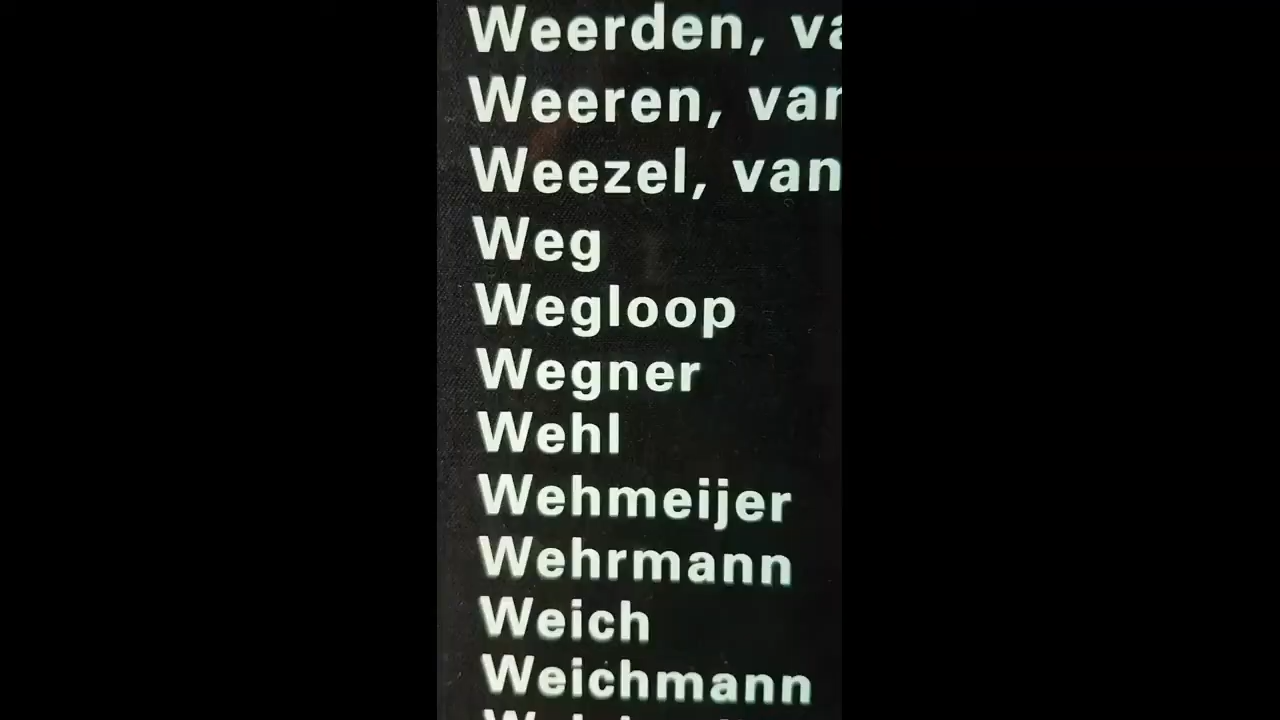 Weerden, va
Weeren, van
Weezel, van
Weg
Wegloop
Wegner
Wehl
Wehmeijer
Wehrmann
Weich
Weichmann